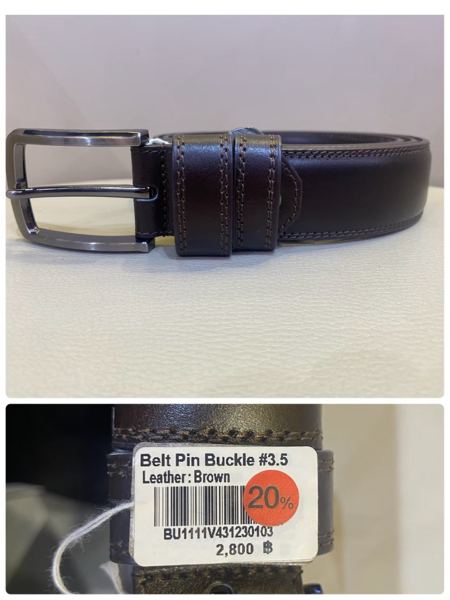 Belt Pin Buckle #3.5
Leather : Brown
20%
BU1111V431230103
2,800 ฿